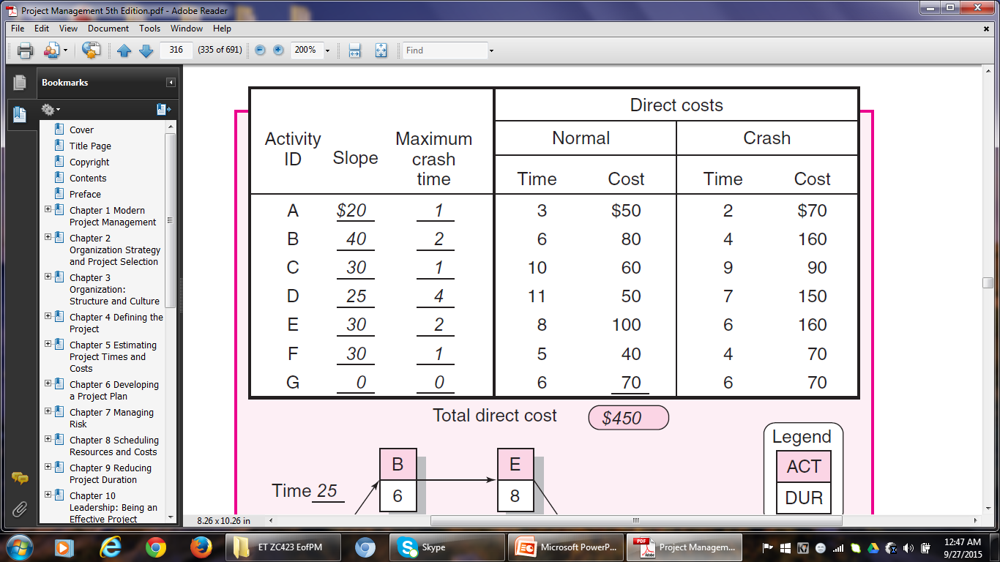 Project Management 5th Edition.pdf - Adobe Reader
File Edit View Document Tools Window Help
316 (335 of 691) 200% Find
Bookmarks
Cover
Title Page
Copyright
Contents
Preface
Chapter 1 Modern
Project Management
Chapter 2
Organization Strategy
and Project Selection
Chapter 3
Organization:
Structure and Culture
Chapter 4 Defining the
Project
Chapter 5 Estimating
Project Times and
Costs
Chapter 6 Developing
a Project Plan
Chapter 7 Managing
Risk
Chapter 8 Scheduling
Resources and Costs
Chapter 9 Reducing
Project Duration
Chapter 10
Leadership: Being an
Effective Project
Direct costs
Activity ID Slope Maximum crash time Normal Crash
Time Cost Time Cost
A $20 1 3 $50 2 $70
B 40 2 6 80 4 160
C 30 1 10 60 9 90
D 25 4 11 50 7 150
E 30 2 8 100 6 160
F 30 1 5 40 4 70
G 0 0 6 70 6 70
Total direct cost $450
Legend
ACT
DUR
B E
Time 25 6 8
8.26 x 10.26 in
ET ZC423 EofPM Skype Microsoft PowerP... Project Managem...
12:47 AM
9/27/2015